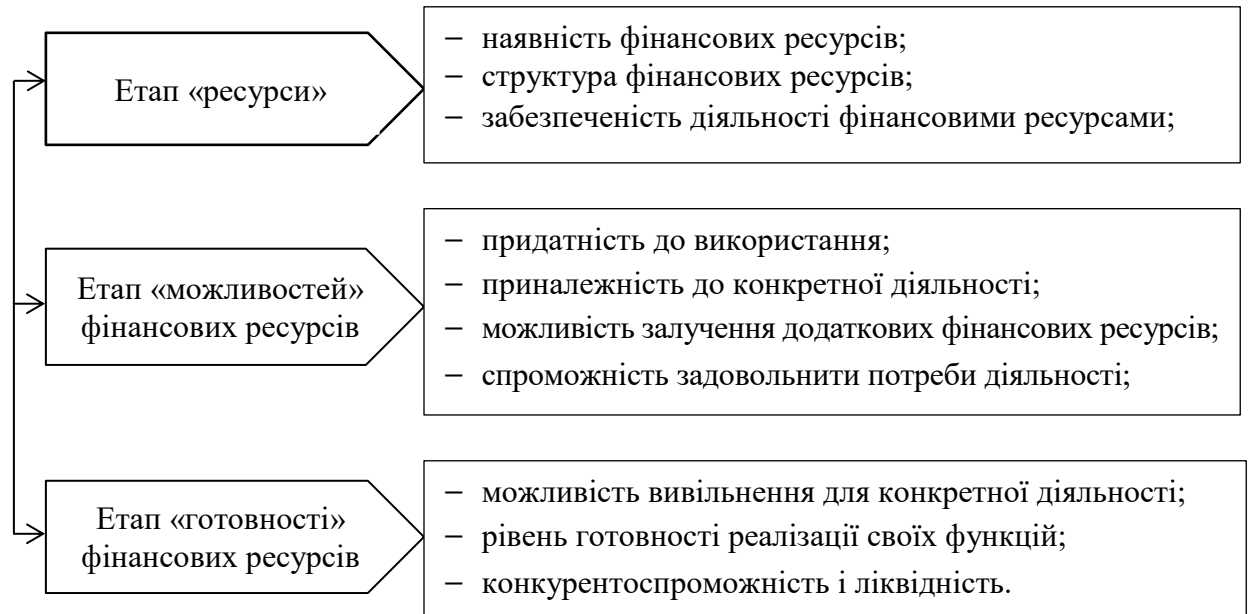 Етап «ресурси»
– наявність фінансових ресурсів;
– структура фінансових ресурсів;
– забезпеченість діяльності фінансовими ресурсами;
Етап «можливостей»
фінансових ресурсів
– придатність до використання;
– приналежність до конкретної діяльності;
– можливість залучення додаткових фінансових ресурсів;
– спроможність задовольнити потреби діяльності;
Етап «готовності»
фінансових ресурсів
– можливість вивільнення для конкретної діяльності;
– рівень готовності реалізації своїх функцій;
– конкурентоспроможність і ліквідність.